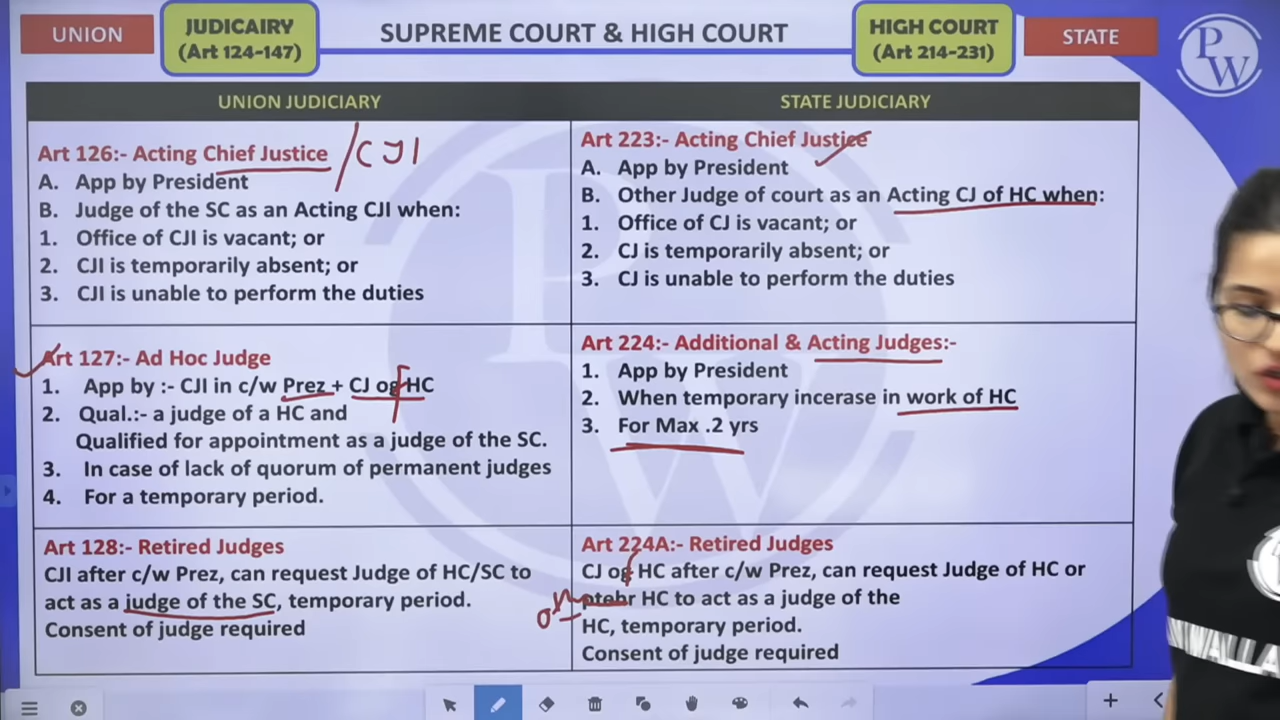 UNION
JUDICAIRY
(Art 124-147)
SUPREME COURT & HIGH COURT
HIGH COURT
(Art 214-231)
STATE
PW
UNION JUDICIARY
Art 126:- Acting Chief Justice / CJI
A. App by President
B. Judge of the SC as an Acting CJI when:
1. Office of CJI is vacant; or
2. CJI is temporarily absent; or
3. CJI is unable to perform the duties
Art 127:- Ad Hoc Judge
1. App by :- CJI in c/w Prez + CJ og HC
2. Qual.:- a judge of a HC and
Qualified for appointment as a judge of the SC.
3. In case of lack of quorum of permanent judges
4. For a temporary period.
Art 128:- Retired Judges
CJI after c/w Prez, can request Judge of HC/SC to
act as a judge of the SC, temporary period.
Consent of judge required
STATE JUDICIARY
Art 223:- Acting Chief Justice
A. App by President
B. Other Judge of court as an Acting CJ of HC when:
1. Office of CJ is vacant; or
2. CJ is temporarily absent; or
3. CJ is unable to perform the duties
Art 224:- Additional & Acting Judges:-
1. App by President
2. When temporary incerase in work of HC
3. For Max .2 yrs
Art 224A:- Retired Judges
CJ og HC after c/w Prez, can request Judge of HC or
ptehr HC to act as a judge of the
HC, temporary period.
Consent of judge required